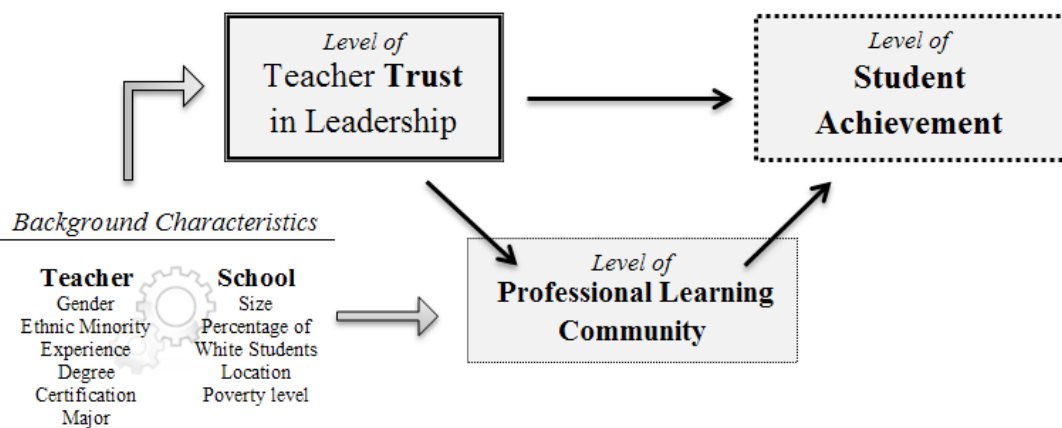 Level of
Teacher Trust
in Leadership
Level of
Student
Achievement
Background Characteristics
Teacher
Gender
Ethnic Minority
Experience
Degree
Certification
Major
School
Size
Percentage of
White Students
Location
Poverty level
Level of
Professional Learning
Community